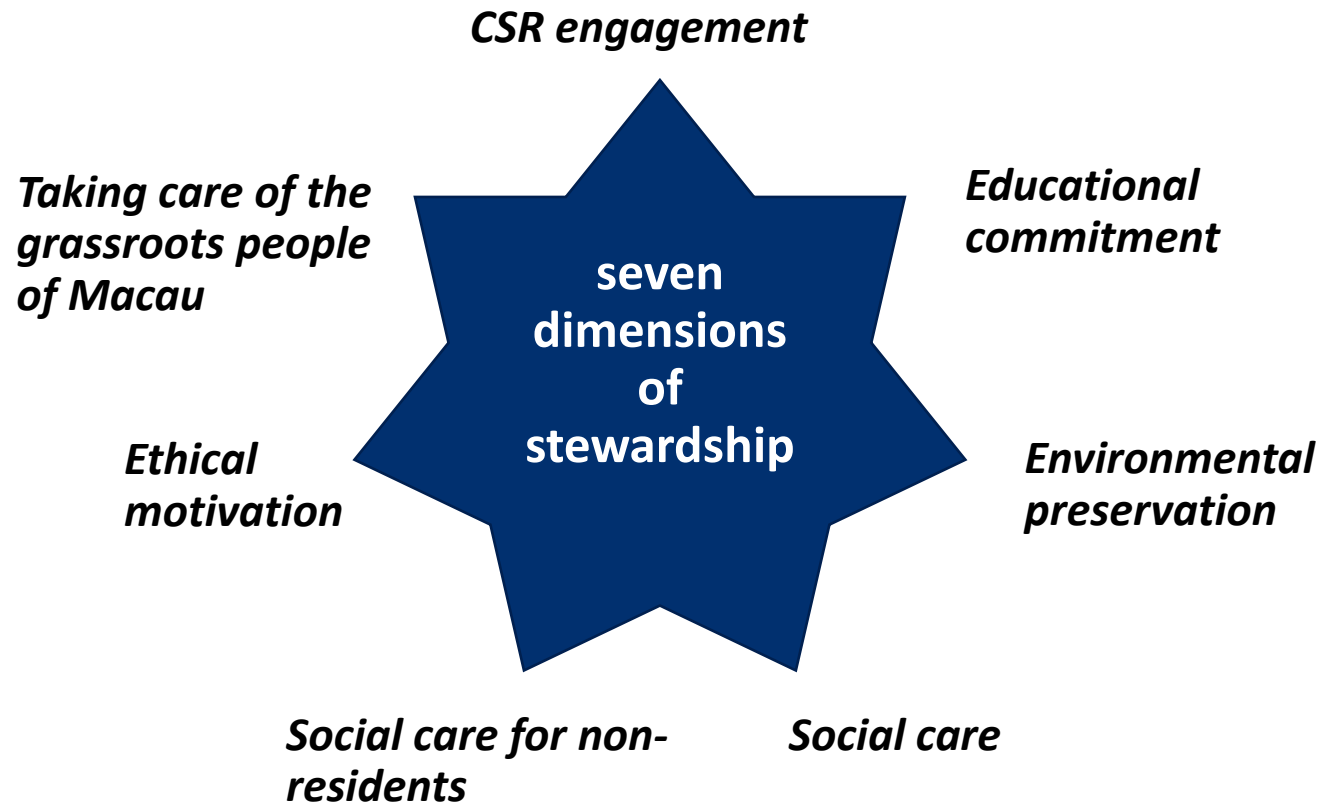 CSR engagement
Taking care of the
grassroots people
of Macau
Educational
commitment
seven
dimensions
of
stewardship
Ethical
motivation
Environmental
preservation
Social care for non-
residents
Social care